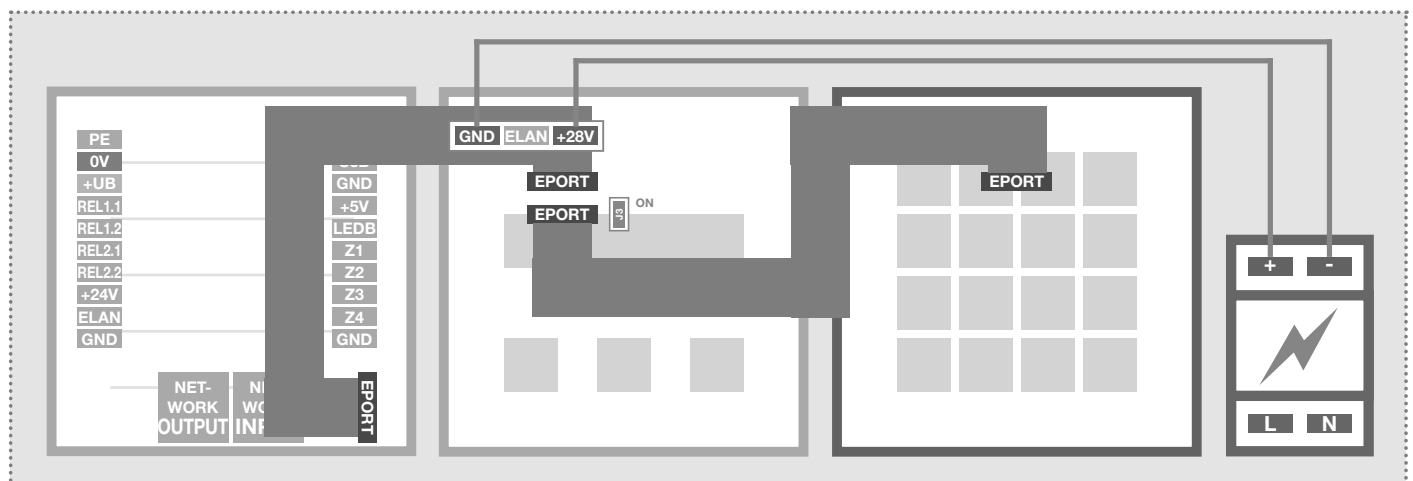 PE
0V
+UB
REL1.1
REL1.2
REL2.1
REL2.2
+24V
ELAN
GND
GND
+5V
LEDB
Z1
Z2
Z3
Z4
GND
NET-
WORK
OUTPUT
EPORT
GND ELAN +28V
EPORT
EPORT
J3
ON
EPORT
+ -
L N